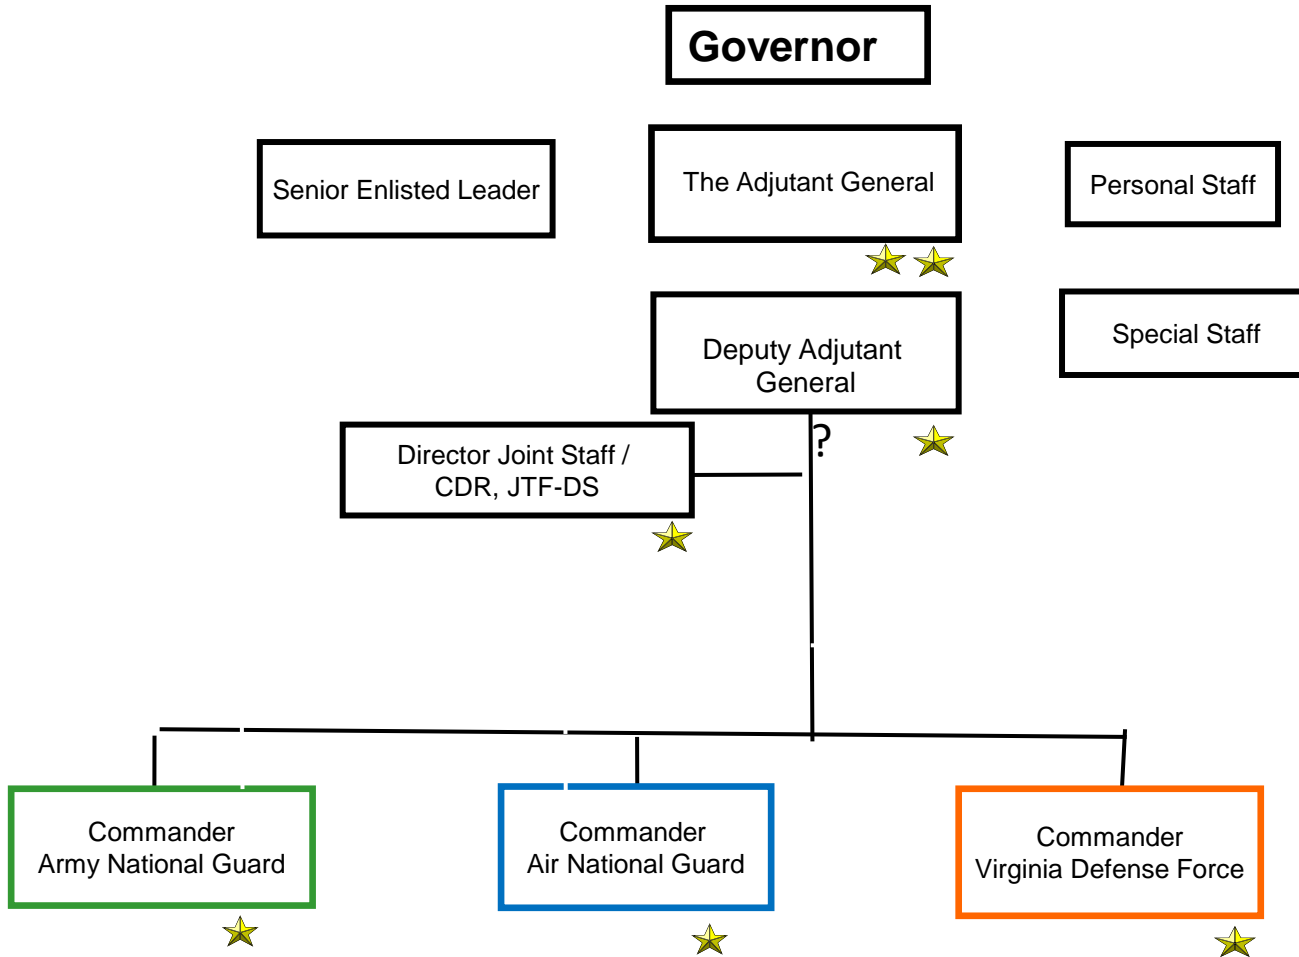 Governor
Senior Enlisted Leader
The Adjutant General
Personal Staff
Deputy Adjutant
General
Special Staff
?
Director Joint Staff /
CDR, JTF-DS
Commander
Army National Guard
Commander
Air National Guard
Commander
Virginia Defense Force